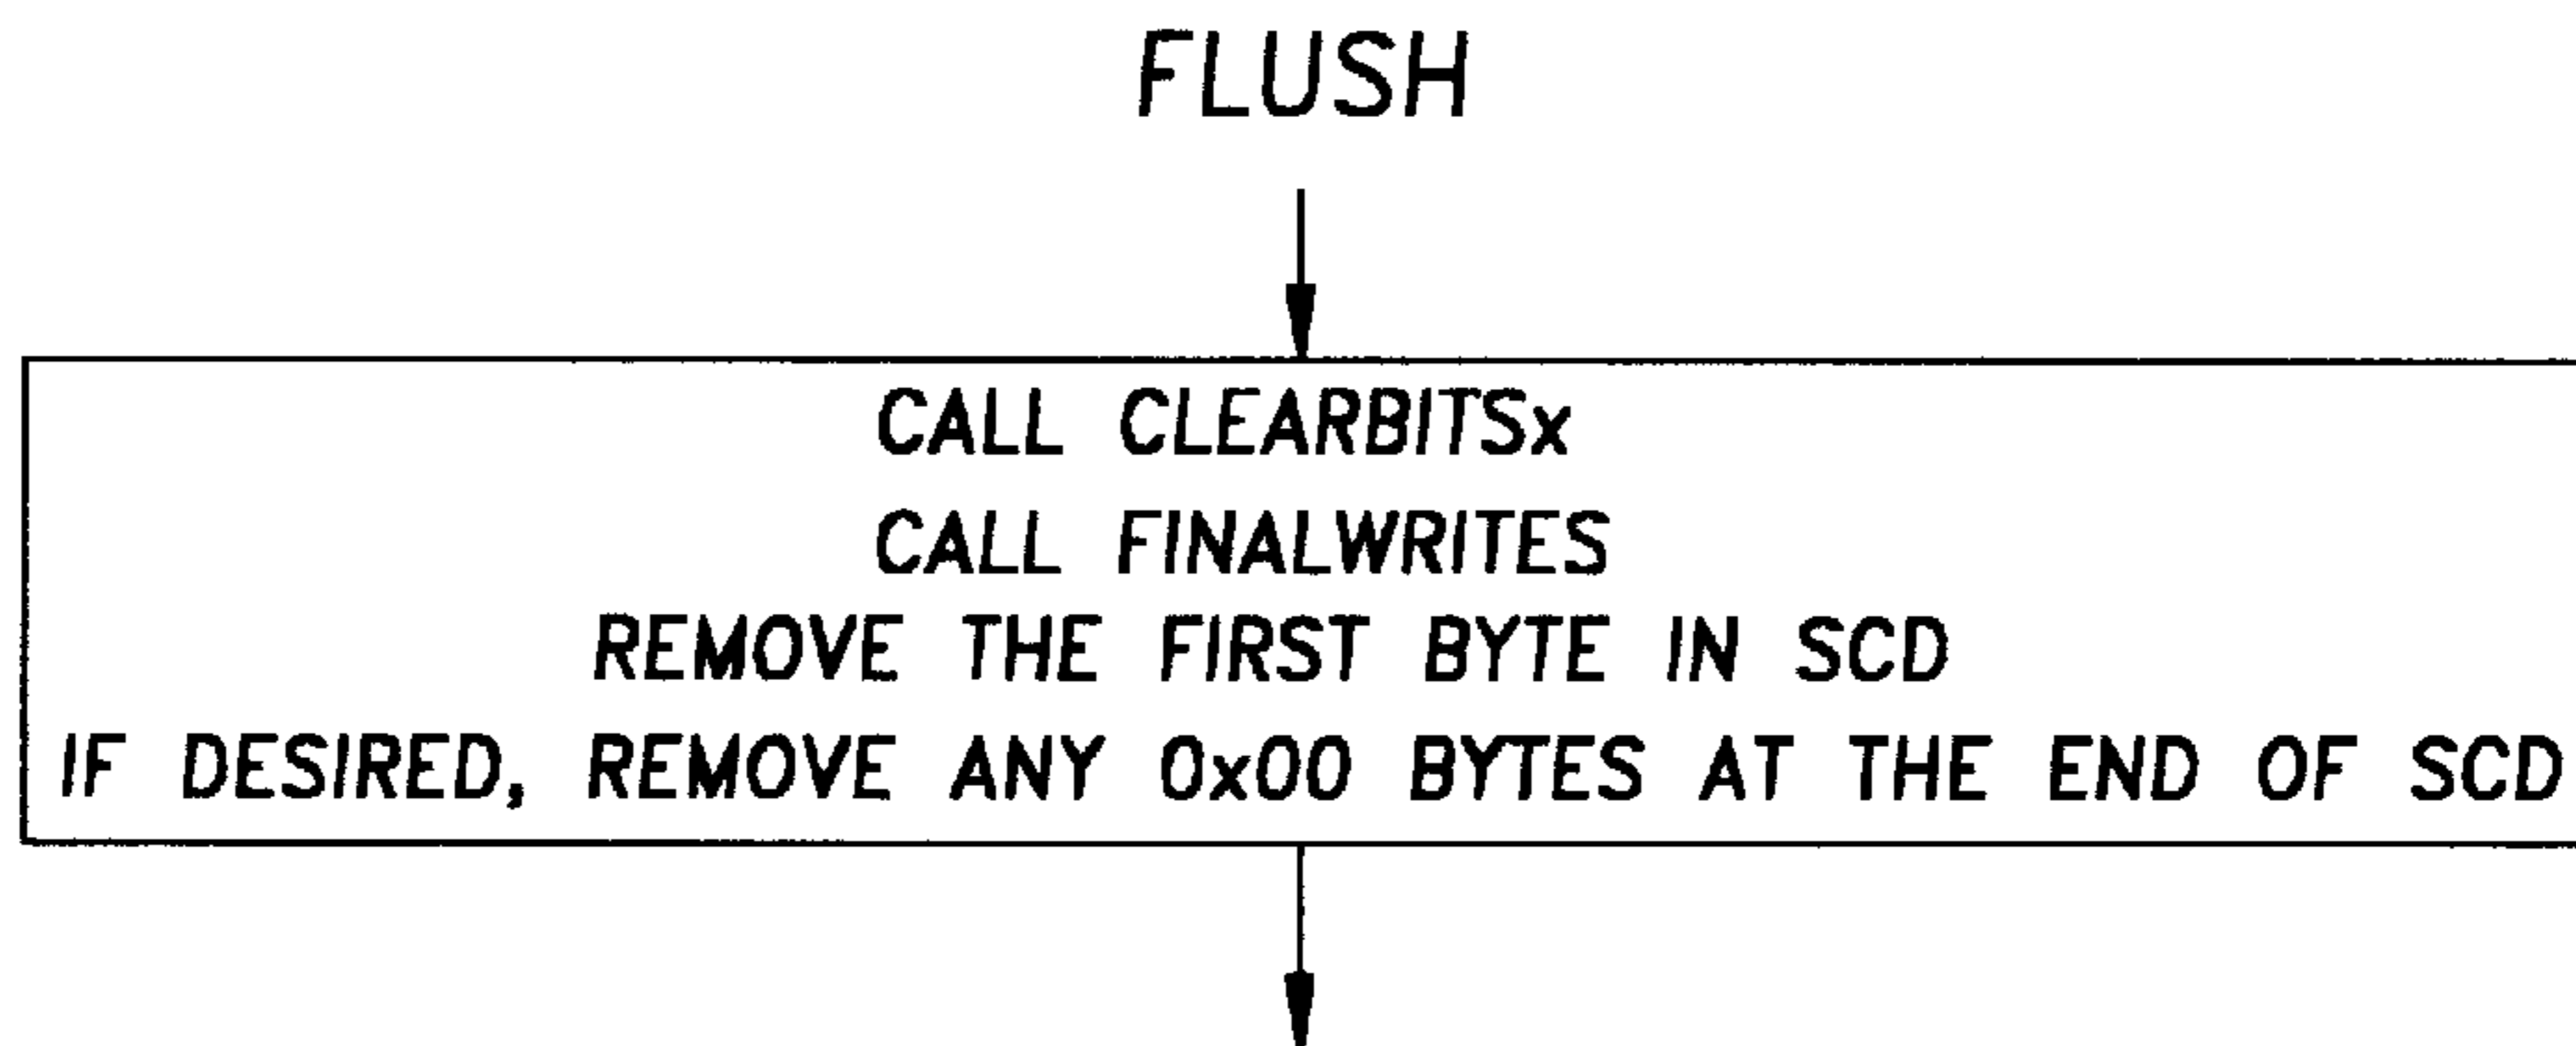 FLUSH
CALL CLEARBITSx
CALL FINALWRITES
REMOVE THE FIRST BYTE IN SCD
IF DESIRED, REMOVE ANY 0x00 BYTES AT THE END OF SCD